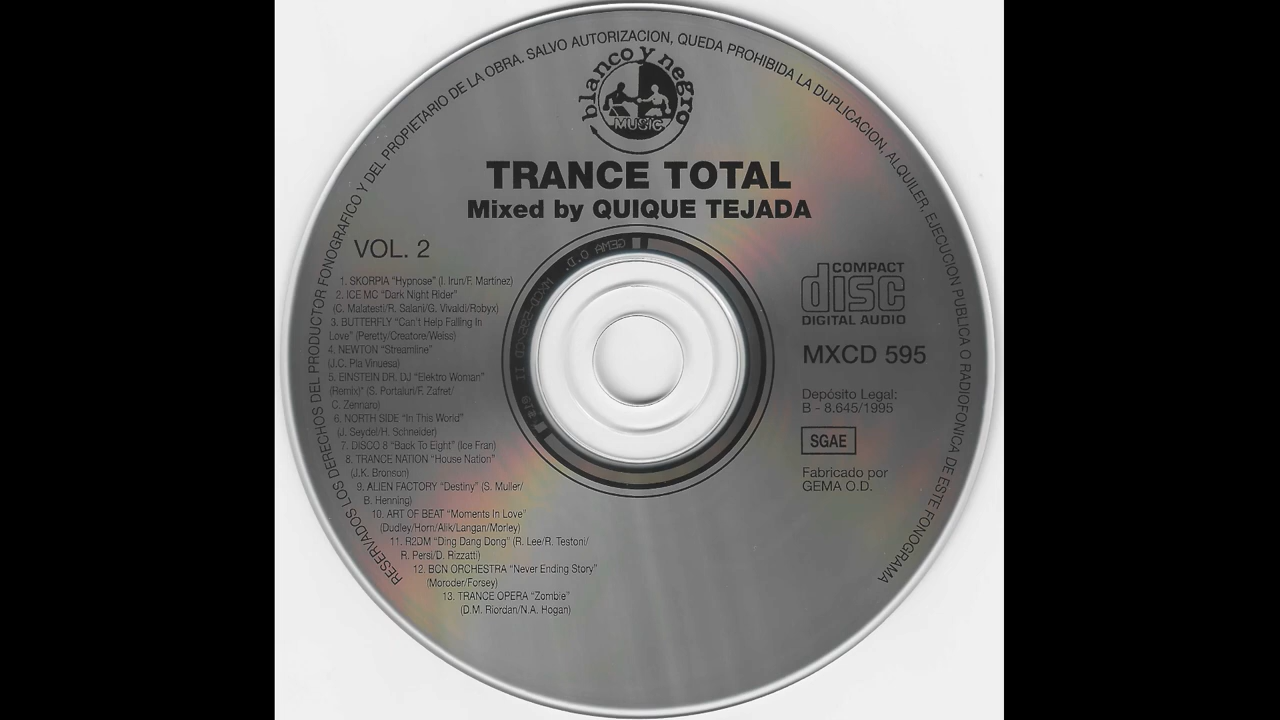 RESERVADOS LOS DERECHOS DEL PRODUCTOR FONOGRAFICO Y DEL PROPIETARIO DE LA OBRA. SALVO AUTORIZACION, QUEDA PROHIBIDA LA DUPLICACION, ALQUILER, EJECUCION PUBLICA O RADIOFONICA DE ESTE FONOGRAMA
blanco y negro
MUSIC
TRANCE TOTAL
Mixed by QUIQUE TEJADA
VOL. 2
1. SKORPIA "Hypnose" (I. Irun/F. Martinez)
2. ICE MC "Dark Night Rider"
(C. Malatesti/R. Salani/G. Vivaldi/Robyx)
3. BUTTERFLY "Can't Help Falling In
Love" (Peretty/Creatore/Weiss)
4. NEWTON "Streamline"
(J.C. Pla Vinuesa)
5. EINSTEIN DR. DJ "Elektro Woman"
(Remix)" (S. Portaluri/F. Zafret/
C. Zennaro)
6. NORTH SIDE "In This World"
(J. Seydel/H. Schneider)
7. DISCO 8 "Back To Eight" (Ice Fran)
8. TRANCE NATION "House Nation"
(J.K. Bronson)
9. ALIEN FACTORY "Destiny" (S. Muller/
B. Henning)
10. ART OF BEAT "Moments In Love"
(Dudley/Horn/Alik/Langan/Morley)
11. R2DM "Ding Dang Dong" (R. Lee/R. Testoni/
R. Persi/D. Rizzatti)
12. BCN ORCHESTRA "Never Ending Story"
(Moroder/Forsey)
13. TRANCE OPERA "Zombie"
(D.M. Riordan/N.A. Hogan)
COMPACT
disc
DIGITAL AUDIO
MXCD 595
Depósito Legal:
B - 8.645/1995
SGAE
Fabricado por
GEMA O.D.
GEMA O.D.